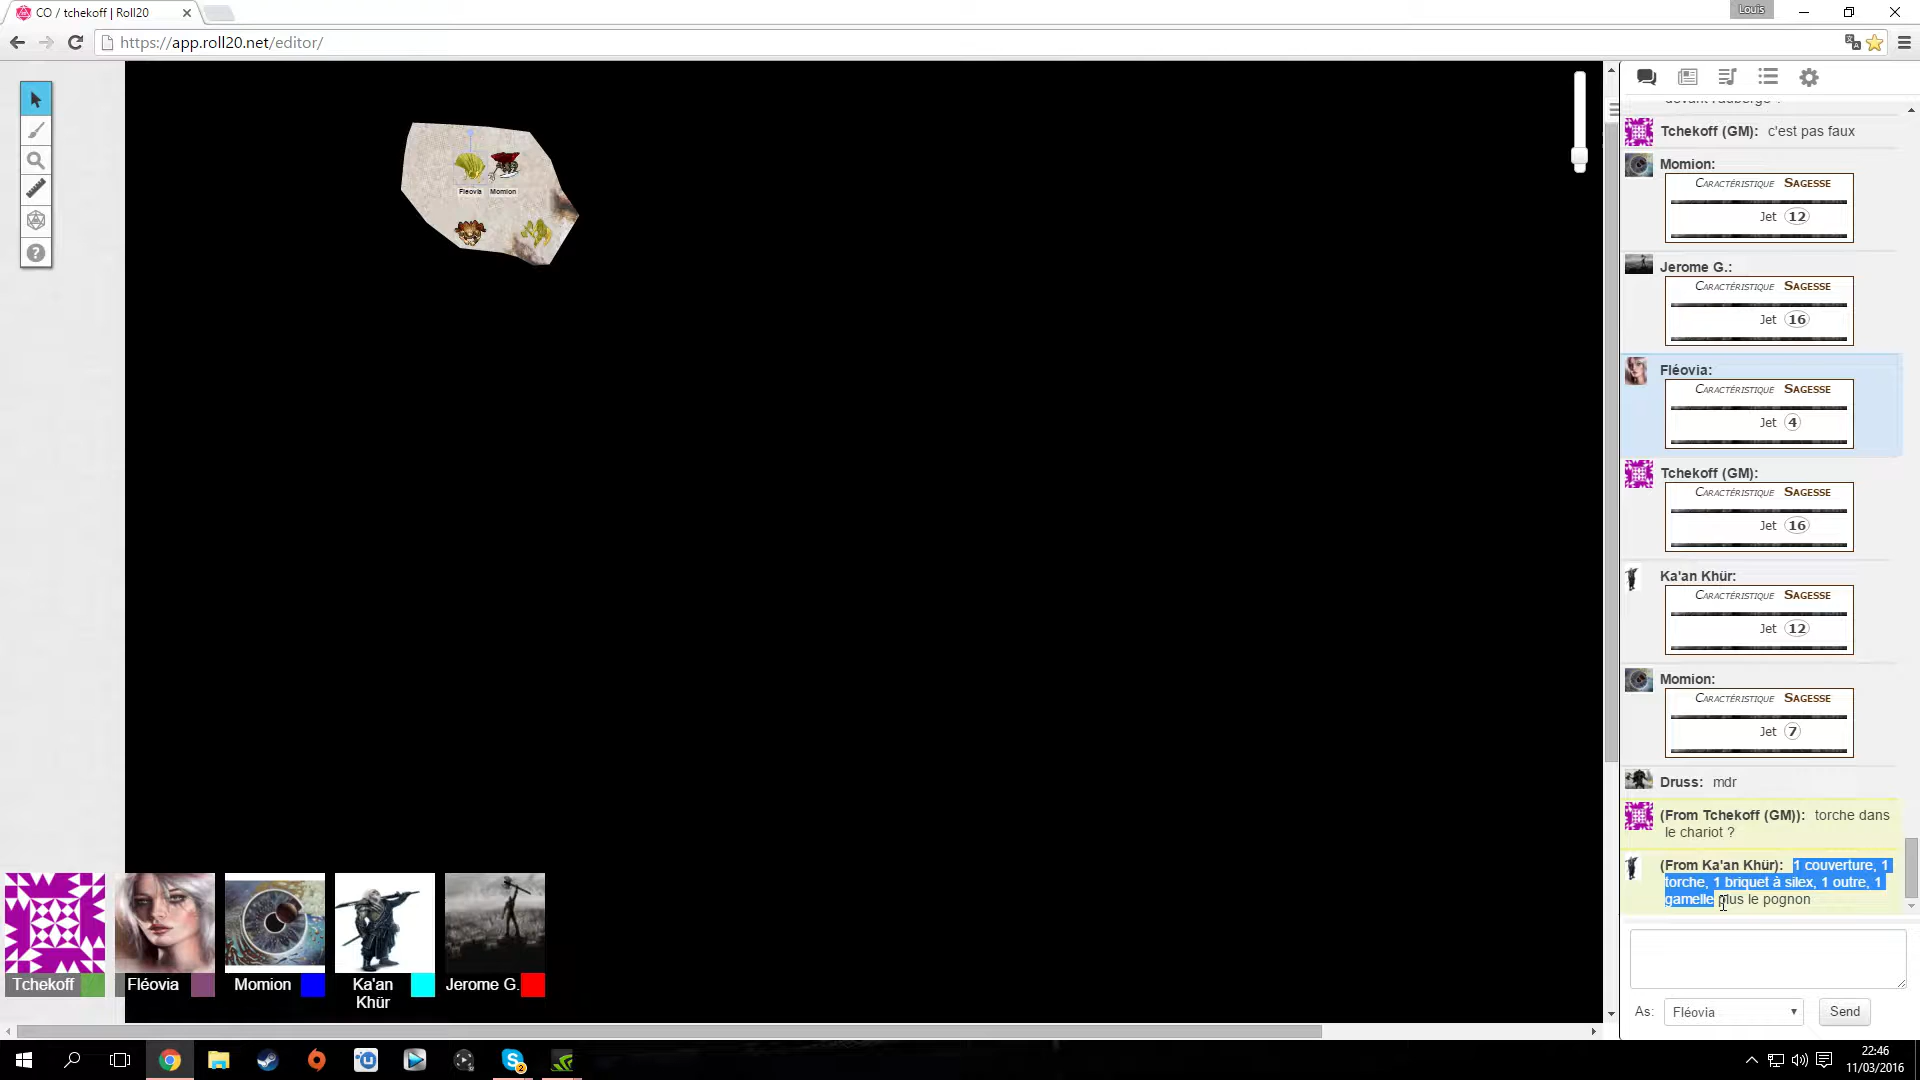 CO / tchekoff | Roll20
Louis
https://app.roll20.net/editor/
Fleovia
Momion
Tchekoff (GM): c'est pas faux
Momion:
Caractéristique Sagesse
Jet 12
Jerome G.:
Caractéristique Sagesse
Jet 16
Fléovia:
Caractéristique Sagesse
Jet 4
Tchekoff (GM):
Caractéristique Sagesse
Jet 16
Ka'an Khür:
Caractéristique Sagesse
Jet 12
Momion:
Caractéristique Sagesse
Jet 7
Druss: mdr
(From Tchekoff (GM)): torche dans
le chariot ?
(From Ka'an Khür): 1 couverture, 1
torche, 1 briquet à silex, 1 outre, 1
gamelle plus le pognon
As: Fléovia
Send
Tchekoff
Fléovia
Momion
Ka'an
Khür
Jerome G.
2
22:46
11/03/2016